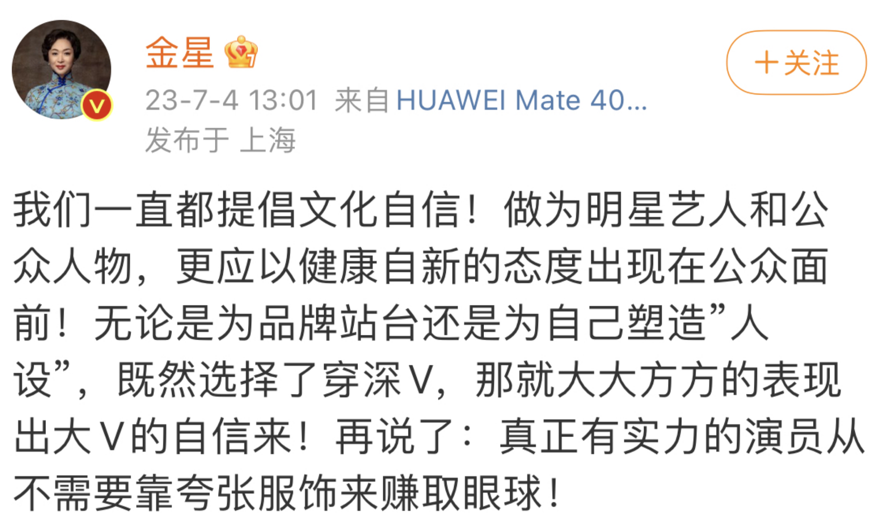 金星
+关注
23-7-4 13:01 来自 HUAWEI Mate 40...
发布于 上海
我们一直都提倡文化自信！做为明星艺人和公
众人物，更应以健康自新的态度出现在公众面
前！无论是为品牌站台还是为自己塑造”人
设”，既然选择了穿深V，那就大大方方的表现
出大V的自信来！再说了：真正有实力的演员从
不需要靠夸张服饰来赚取眼球！